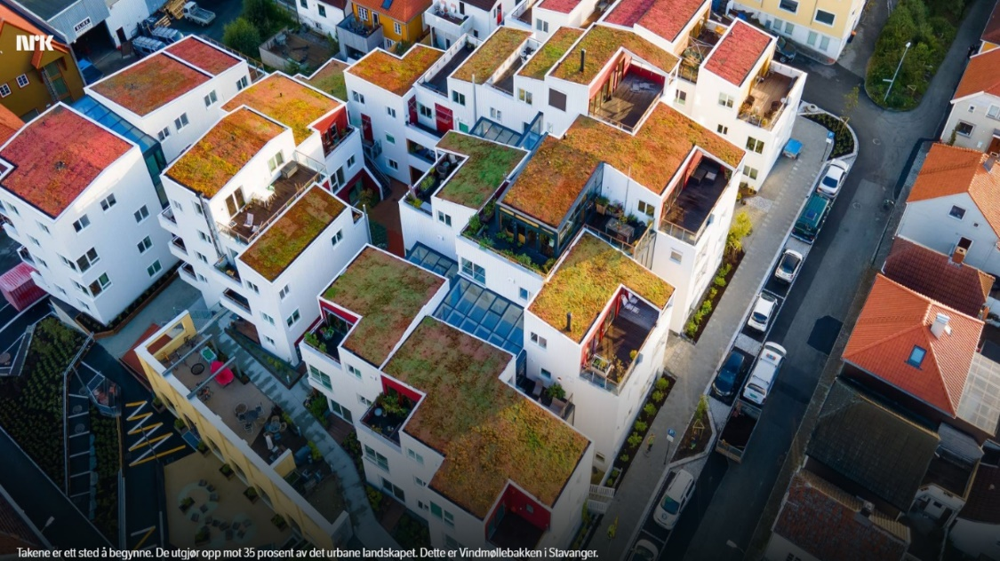 NRK
Takene er ett sted å begynne. De utgjør opp mot 35 prosent av det urbane landskapet. Dette er Vindmøllebakken i Stavanger.